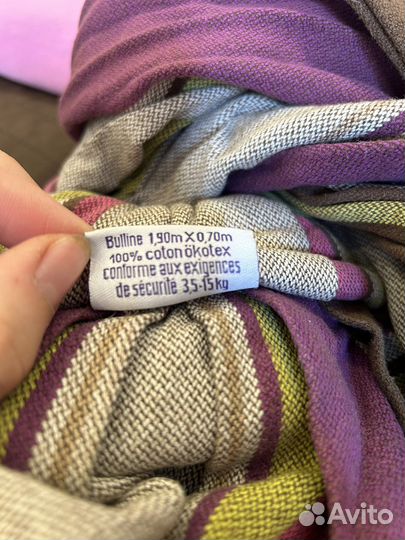 Bulline 1,90m X 0,70m
100% coton ökotex
conforme aux exigences
de sécurité 3,5-15kg
Avito